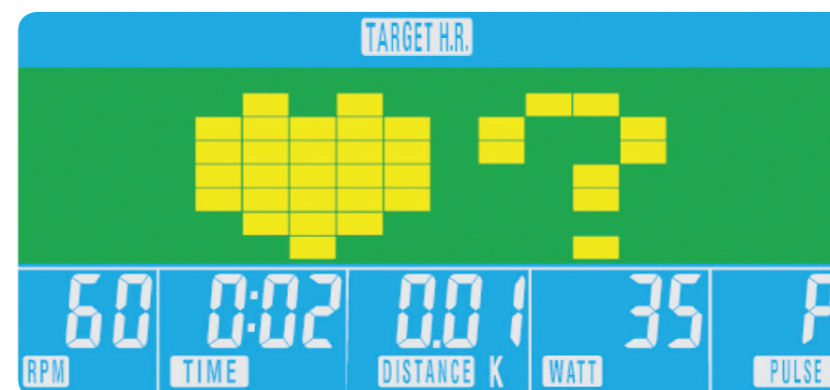 TARGET H.R.
?
60 0:02 0.01 35 P
RPM TIME DISTANCE K WATT PULSE